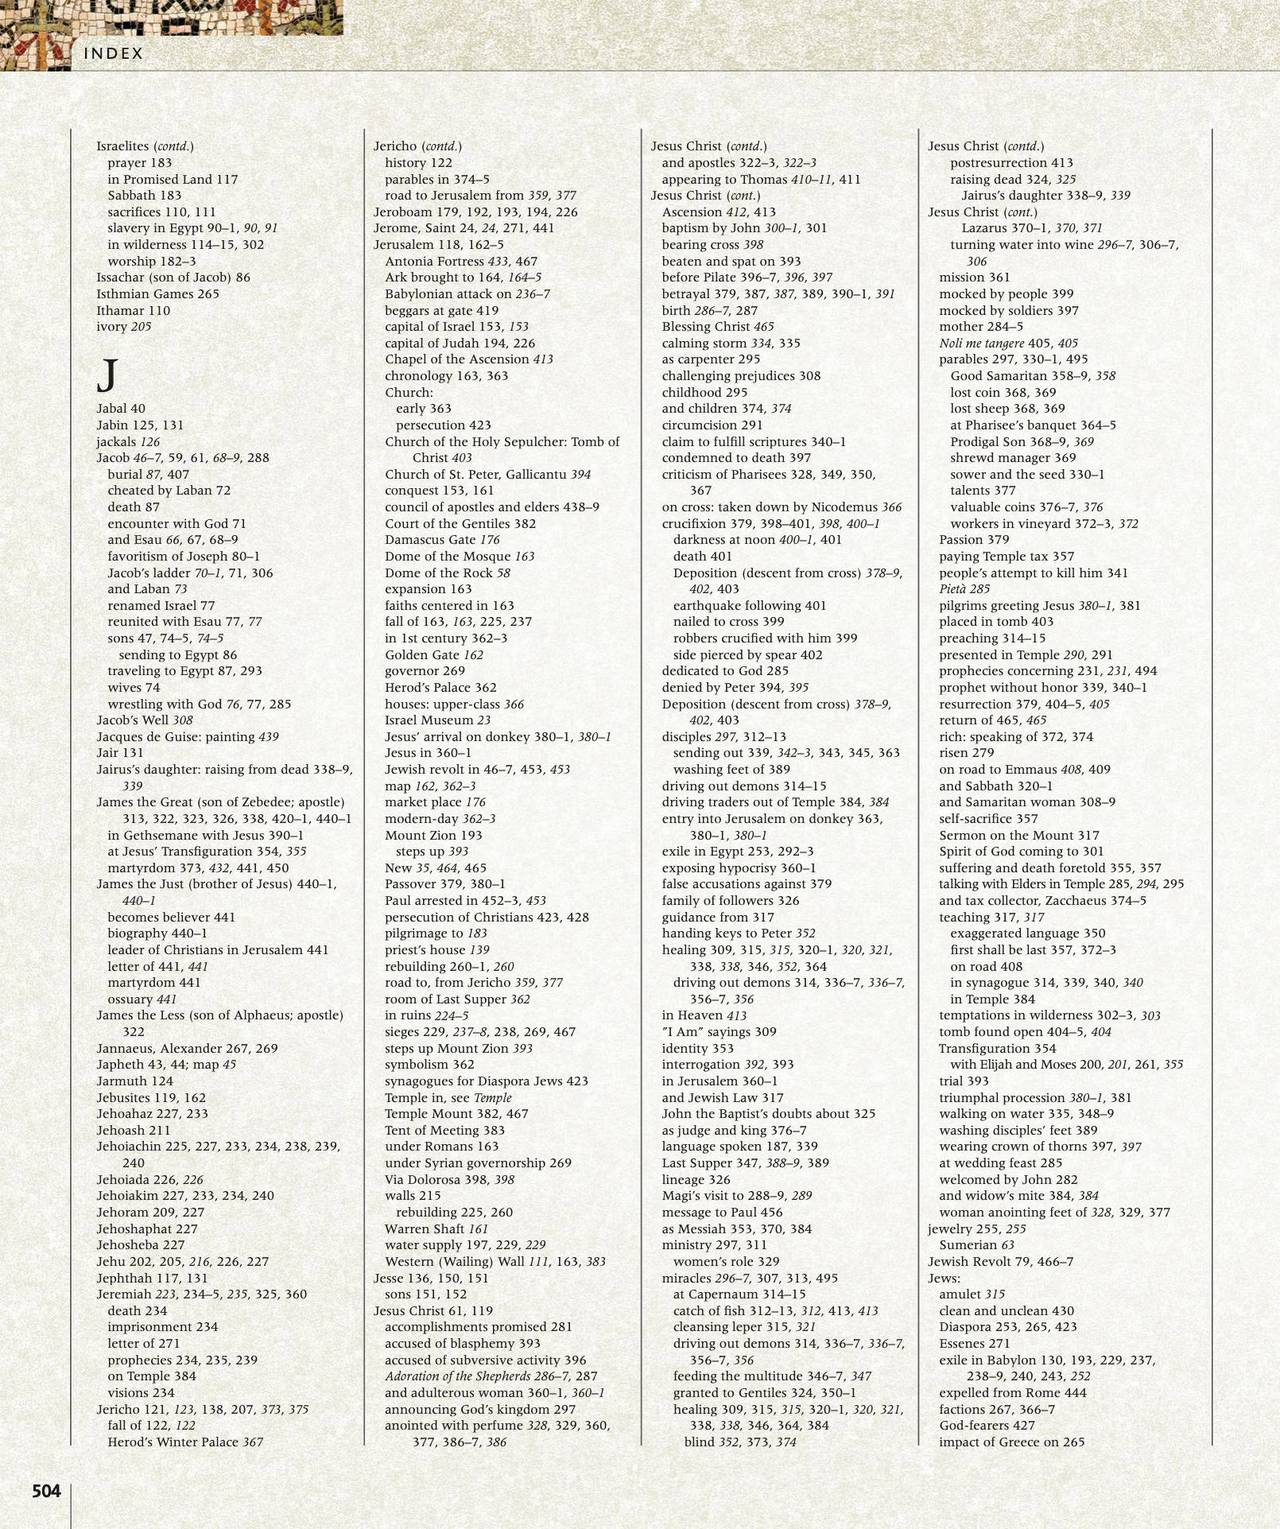 INDEX
Israelites (contd.)
prayer 183
in Promised Land 117
Sabbath 183
sacrifices 110, 111
slavery in Egypt 90–1, 90, 91
in wilderness 114–15, 302
worship 182–3
Issachar (son of Jacob) 86
Isthmian Games 265
Ithamar 110
ivory 205
J
Jabal 40
Jabin 125, 131
jackals 126
Jacob 46–7, 59, 61, 68–9, 288
burial 87, 407
cheated by Laban 72
death 87
encounter with God 71
and Esau 66, 67, 68–9
favoritism of Joseph 80–1
Jacob's ladder 70–1, 71, 306
and Laban 73
renamed Israel 77
reunited with Esau 77, 77
sons 47, 74–5, 74–5
sending to Egypt 86
traveling to Egypt 87, 293
wives 74
wrestling with God 76, 77, 285
Jacob's Well 308
Jacques de Guise: painting 439
Jair 131
Jairus's daughter: raising from dead 338–9,
339
James the Great (son of Zebedee; apostle)
313, 322, 323, 326, 338, 420–1, 440–1
in Gethsemane with Jesus 390–1
at Jesus' Transfiguration 354, 355
martyrdom 373, 432, 441, 450
James the Just (brother of Jesus) 440–1,
440–1
becomes believer 441
biography 440–1
leader of Christians in Jerusalem 441
letter of 441, 441
martyrdom 441
ossuary 441
James the Less (son of Alphaeus; apostle)
322
Jannaeus, Alexander 267, 269
Japheth 43, 44; map 45
Jarmuth 124
Jebusites 119, 162
Jehoahaz 227, 233
Jehoash 211
Jehoiachin 225, 227, 233, 234, 238, 239,
240
Jehoiada 226, 226
Jehoiakim 227, 233, 234, 240
Jehoram 209, 227
Jehoshaphat 227
Jehosheba 227
Jehu 202, 205, 216, 226, 227
Jephthah 117, 131
Jeremiah 223, 234–5, 235, 325, 360
death 234
imprisonment 234
letter of 271
prophecies 234, 235, 239
on Temple 384
visions 234
Jericho 121, 123, 138, 207, 373, 375
fall of 122, 122
Herod's Winter Palace 367
Jericho (contd.)
history 122
parables in 374–5
road to Jerusalem from 359, 377
Jeroboam 179, 192, 193, 194, 226
Jerome, Saint 24, 24, 271, 441
Jerusalem 118, 162–5
Antonia Fortress 433, 467
Ark brought to 164, 164–5
Babylonian attack on 236–7
beggars at gate 419
capital of Israel 153, 153
capital of Judah 194, 226
Chapel of the Ascension 413
chronology 163, 363
Church:
early 363
persecution 423
Church of the Holy Sepulcher: Tomb of
Christ 403
Church of St. Peter, Gallicantu 394
conquest 153, 161
council of apostles and elders 438–9
Court of the Gentiles 382
Damascus Gate 176
Dome of the Mosque 163
Dome of the Rock 58
expansion 163
faiths centered in 163
fall of 163, 163, 225, 237
in 1st century 362–3
Golden Gate 162
governor 269
Herod's Palace 362
houses: upper-class 366
Israel Museum 23
Jesus' arrival on donkey 380–1, 380–1
Jesus in 360–1
Jewish revolt in 46–7, 453, 453
map 162, 362–3
market place 176
modern-day 362–3
Mount Zion 193
steps up 393
New 35, 464, 465
Passover 379, 380–1
Paul arrested in 452–3, 453
persecution of Christians 423, 428
pilgrimage to 183
priest's house 139
rebuilding 260–1, 260
road to, from Jericho 359, 377
room of Last Supper 362
in ruins 224–5
sieges 229, 237–8, 238, 269, 467
steps up Mount Zion 393
symbolism 362
synagogues for Diaspora Jews 423
Temple in, see Temple
Temple Mount 382, 467
Tent of Meeting 383
under Romans 163
under Syrian governorship 269
Via Dolorosa 398, 398
walls 215
rebuilding 225, 260
Warren Shaft 161
water supply 197, 229, 229
Western (Wailing) Wall 111, 163, 383
Jesse 136, 150, 151
sons 151, 152
Jesus Christ 61, 119
accomplishments promised 281
accused of blasphemy 393
accused of subversive activity 396
Adoration of the Shepherds 286–7, 287
and adulterous woman 360–1, 360–1
announcing God's kingdom 297
anointed with perfume 328, 329, 360,
377, 386–7, 386
Jesus Christ (contd.)
and apostles 322–3, 322–3
appearing to Thomas 410–11, 411
Jesus Christ (cont.)
Ascension 412, 413
baptism by John 300–1, 301
bearing cross 398
beaten and spat on 393
before Pilate 396–7, 396, 397
betrayal 379, 387, 387, 389, 390–1, 391
birth 286–7, 287
Blessing Christ 465
calming storm 334, 335
as carpenter 295
challenging prejudices 308
childhood 295
and children 374, 374
circumcision 291
claim to fulfill scriptures 340–1
condemned to death 397
criticism of Pharisees 328, 349, 350,
367
on cross: taken down by Nicodemus 366
crucifixion 379, 398–401, 398, 400–1
darkness at noon 400–1, 401
death 401
Deposition (descent from cross) 378–9,
402, 403
earthquake following 401
nailed to cross 399
robbers crucified with him 399
side pierced by spear 402
dedicated to God 285
denied by Peter 394, 395
Deposition (descent from cross) 378–9,
402, 403
disciples 297, 312–13
sending out 339, 342–3, 343, 345, 363
washing feet of 389
driving out demons 314–15
driving traders out of Temple 384, 384
entry into Jerusalem on donkey 363,
380–1, 380–1
exile in Egypt 253, 292–3
exposing hypocrisy 360–1
false accusations against 379
family of followers 326
guidance from 317
handing keys to Peter 352
healing 309, 315, 315, 320–1, 320, 321,
338, 338, 346, 352, 364
driving out demons 314, 336–7, 336–7,
356–7, 356
in Heaven 413
"I Am" sayings 309
identity 353
interrogation 392, 393
in Jerusalem 360–1
and Jewish Law 317
John the Baptist's doubts about 325
as judge and king 376–7
language spoken 187, 339
Last Supper 347, 388–9, 389
lineage 326
Magi's visit to 288–9, 289
message to Paul 456
as Messiah 353, 370, 384
ministry 297, 311
women's role 329
miracles 296–7, 307, 313, 495
at Capernaum 314–15
catch of fish 312–13, 312, 413, 413
cleansing leper 315, 321
driving out demons 314, 336–7, 336–7,
356–7, 356
feeding the multitude 346–7, 347
granted to Gentiles 324, 350–1
healing 309, 315, 315, 320–1, 320, 321,
338, 338, 346, 364, 384
blind 352, 373, 374
Jesus Christ (contd.)
postresurrection 413
raising dead 324, 325
Jairus's daughter 338–9, 339
Jesus Christ (cont.)
Lazarus 370–1, 370, 371
turning water into wine 296–7, 306–7,
306
mission 361
mocked by people 399
mocked by soldiers 397
mother 284–5
Noli me tangere 405, 405
parables 297, 330–1, 495
Good Samaritan 358–9, 358
lost coin 368, 369
lost sheep 368, 369
at Pharisee's banquet 364–5
Prodigal Son 368–9, 369
shrewd manager 369
sower and the seed 330–1
talents 377
valuable coins 376–7, 376
workers in vineyard 372–3, 372
Passion 379
paying Temple tax 357
people's attempt to kill him 341
Pietà 285
pilgrims greeting Jesus 380–1, 381
placed in tomb 403
preaching 314–15
presented in Temple 290, 291
prophecies concerning 231, 231, 494
prophet without honor 339, 340–1
resurrection 379, 404–5, 405
return of 465, 465
rich: speaking of 372, 374
risen 279
on road to Emmaus 408, 409
and Sabbath 320–1
and Samaritan woman 308–9
self-sacrifice 357
Sermon on the Mount 317
Spirit of God coming to 301
suffering and death foretold 355, 357
talking with Elders in Temple 285, 294, 295
and tax collector, Zacchaeus 374–5
teaching 317, 317
exaggerated language 350
first shall be last 357, 372–3
on road 408
in synagogue 314, 339, 340, 340
in Temple 384
temptations in wilderness 302–3, 303
tomb found open 404–5, 404
Transfiguration 354
with Elijah and Moses 200, 201, 261, 355
trial 393
triumphal procession 380–1, 381
walking on water 335, 348–9
washing disciples' feet 389
wearing crown of thorns 397, 397
at wedding feast 285
welcomed by John 282
and widow's mite 384, 384
woman anointing feet of 328, 329, 377
jewelry 255, 255
Sumerian 63
Jewish Revolt 79, 466–7
Jews:
amulet 315
clean and unclean 430
Diaspora 253, 265, 423
Essenes 271
exile in Babylon 130, 193, 229, 237,
238–9, 240, 243, 252
expelled from Rome 444
factions 267, 366–7
God-fearers 427
impact of Greece on 265
504